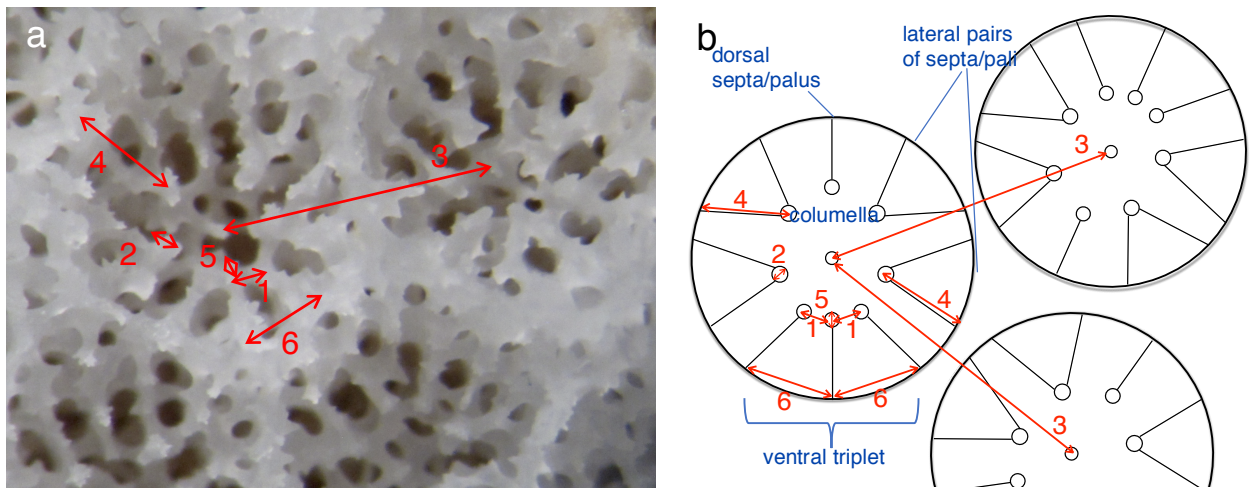 a
4
3
2
5
1
6
b
dorsal
septa/palus
lateral pairs
of septa/pali
3
4
columella
2
5
4
1
1
6
6
3
ventral triplet